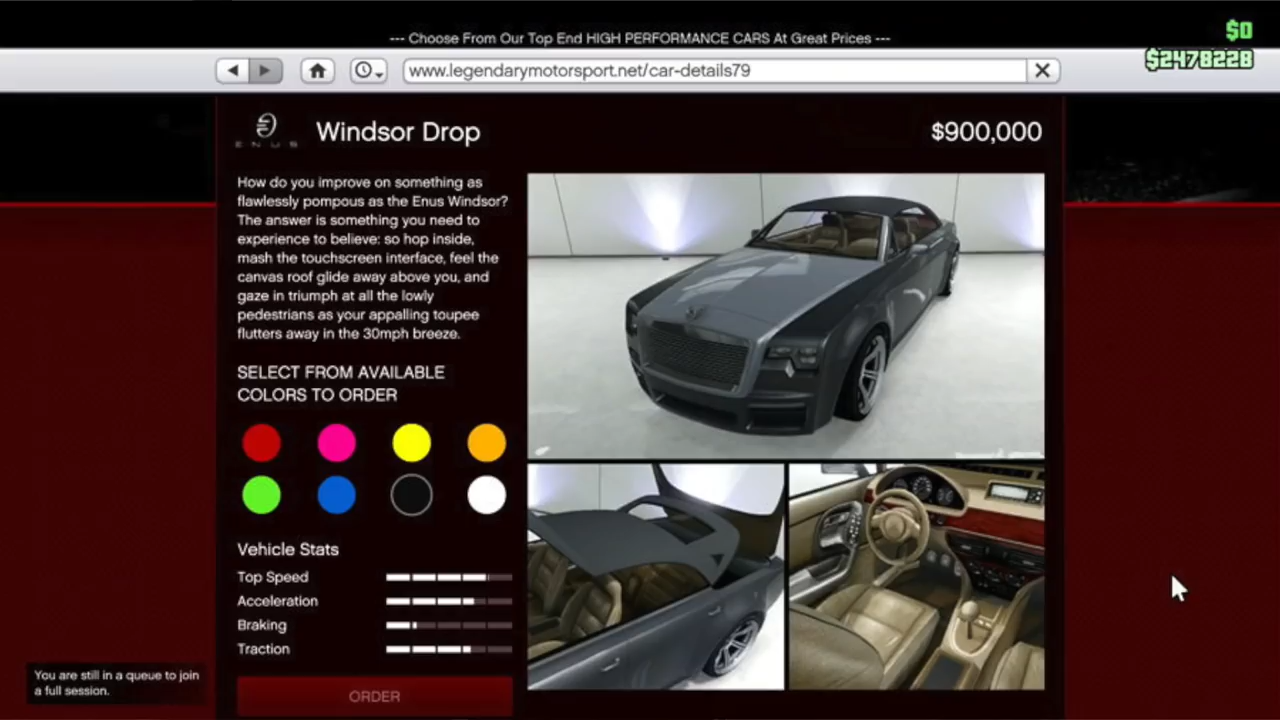 --- Choose From Our Top End HIGH PERFORMANCE CARS At Great Prices ---
$0
$2478228
www.legendarymotorsport.net/car-details79
ENUS
Windsor Drop
$900,000
How do you improve on something as
flawlessly pompous as the Enus Windsor?
The answer is something you need to
experience to believe: so hop inside,
mash the touchscreen interface, feel the
canvas roof glide away above you, and
gaze in triumph at all the lowly
pedestrians as your appalling toupee
flutters away in the 30mph breeze.
SELECT FROM AVAILABLE
COLORS TO ORDER
Vehicle Stats
Top Speed
Acceleration
Braking
Traction
ORDER
You are still in a queue to join
a full session.